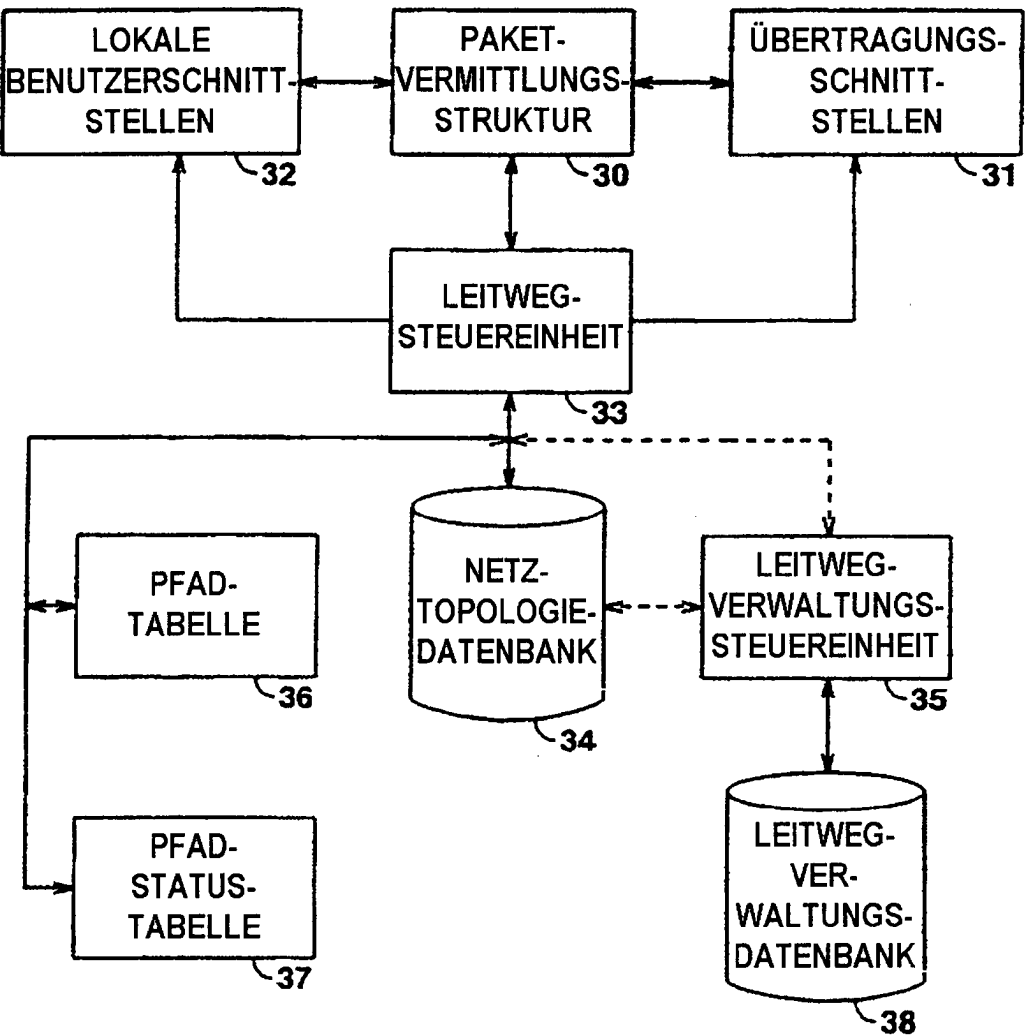 LOKALE
BENUTZERSCHNITT-
STELLEN
32
PAKET-
VERMITTLUNGS-
STRUKTUR
30
ÜBERTRAGUNGS-
SCHNITT-
STELLEN
31
LEITWEG-
STEUEREINHEIT
33
NETZ-
TOPOLOGIE-
DATENBANK
34
LEITWEG-
VERWALTUNGS-
STEUEREINHEIT
35
PFAD-
TABELLE
36
PFAD-
STATUS-
TABELLE
37
LEITWEG-
VER-
WALTUNGS-
DATENBANK
38